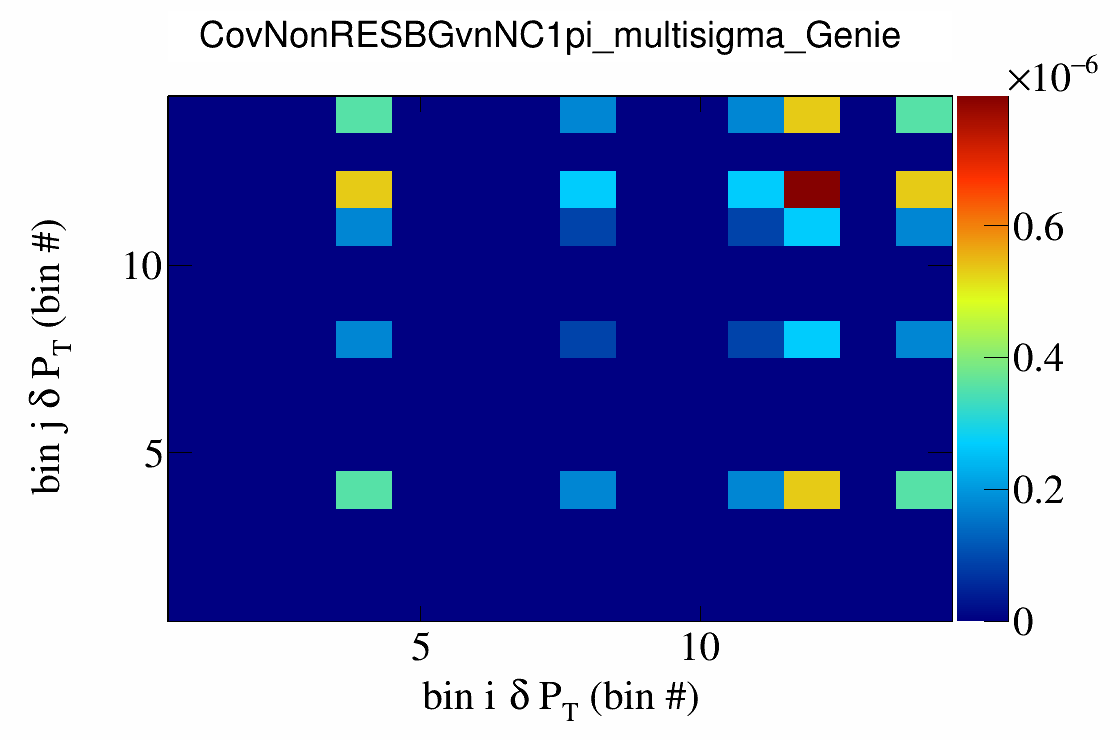 CovNonRESBGvnNC1pi_multisigma_Genie
×10⁻⁶
0.6
0.4
0.2
0
10
5
bin j δ P_T (bin #)
5 10
bin i δ P_T (bin #)